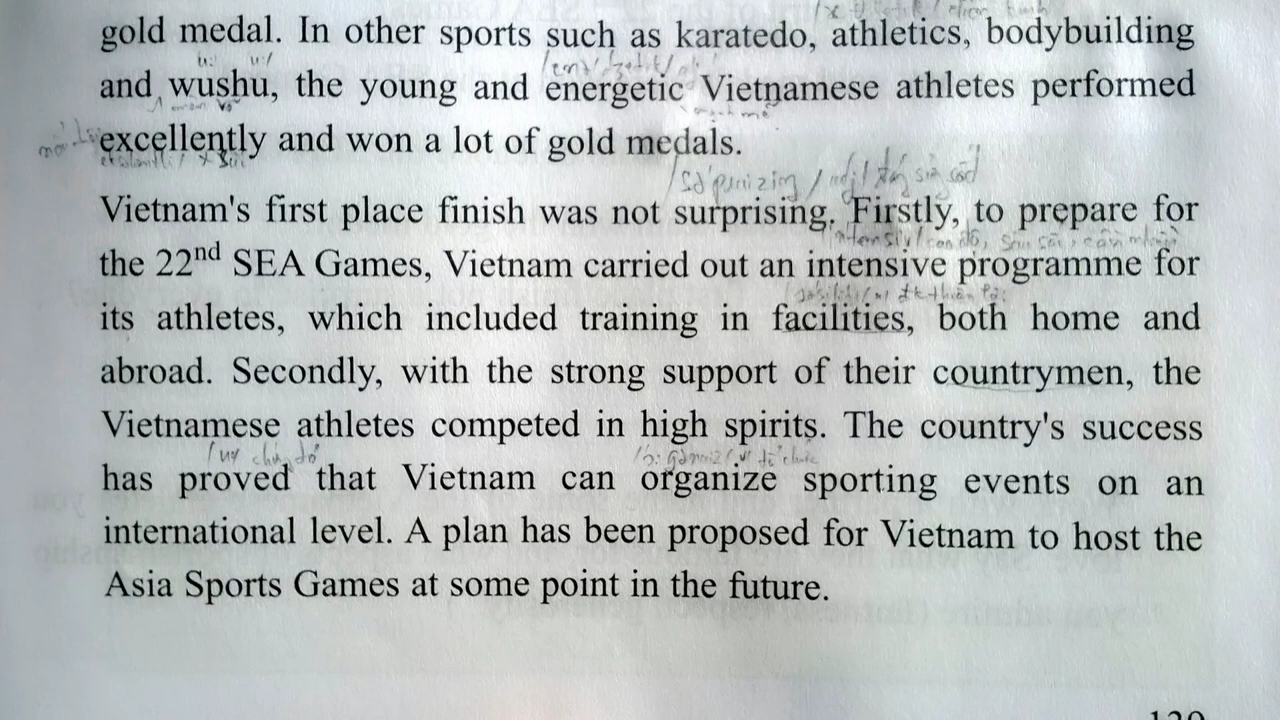 gold medal. In other sports such as karatedo, athletics, bodybuilding
and wushu, the young and energetic Vietnamese athletes performed
excellently and won a lot of gold medals.
Vietnam's first place finish was not surprising. Firstly, to prepare for
the 22nd SEA Games, Vietnam carried out an intensive programme for
its athletes, which included training in facilities, both home and
abroad. Secondly, with the strong support of their countrymen, the
Vietnamese athletes competed in high spirits. The country's success
has proved that Vietnam can organize sporting events on an
international level. A plan has been proposed for Vietnam to host the
Asia Sports Games at some point in the future.